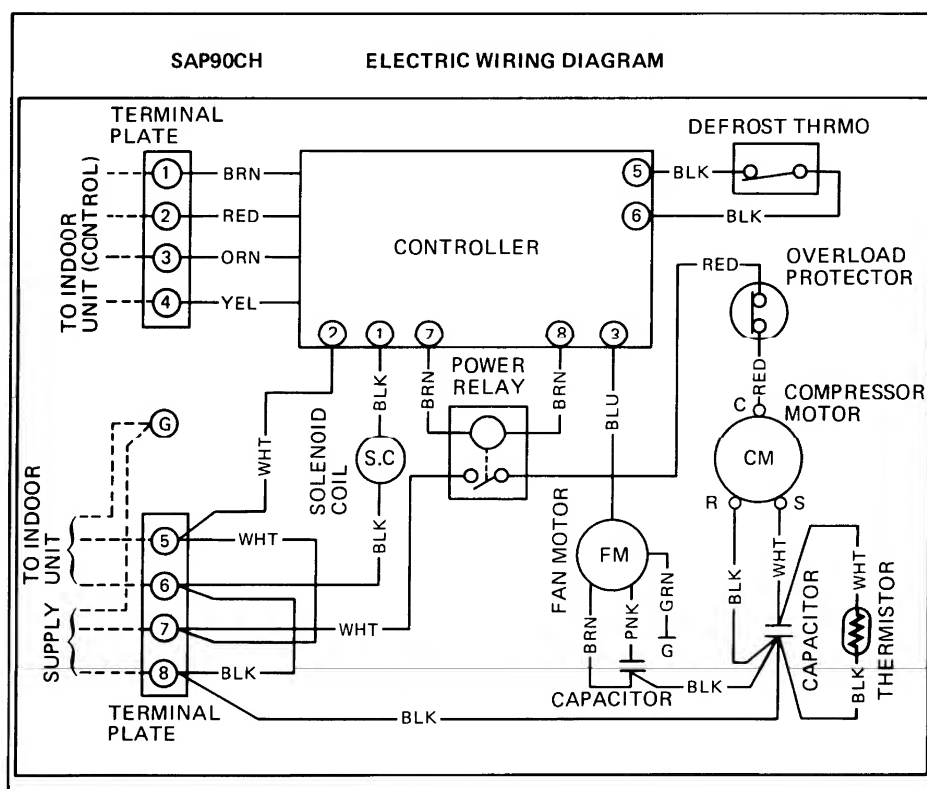 SAP90CH ELECTRIC WIRING DIAGRAM
TERMINAL
PLATE
TO INDOOR
UNIT (CONTROL)
1
BRN
2
RED
3
ORN
4
YEL
CONTROLLER
5
BLK
6
BLK
DEFROST THRMO
2
1
7
8
3
OVERLOAD
PROTECTOR
RED
RED
POWER
RELAY
BLK
BRN
BRN
BLU
WHT
SOLENOID
COIL
S.C
BLK
COMPRESSOR
MOTOR
C
CM
R
S
G
TO INDOOR
UNIT
SUPPLY
5
WHT
6
7
WHT
8
BLK
TERMINAL
PLATE
BLK
FAN MOTOR
FM
BRN
PNK
GRN
G
CAPACITOR
BLK
BLK
WHT
CAPACITOR
WHT
BLK
THERMISTOR